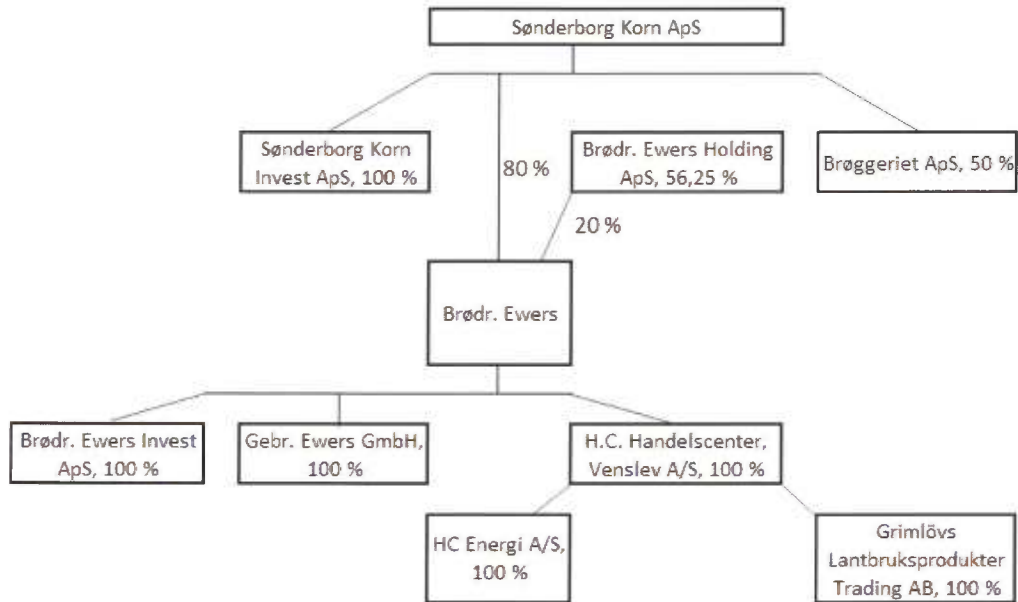 Sønderborg Korn ApS
Sønderborg Korn
Invest ApS, 100 %
80 %
Brødr. Ewers Holding
ApS, 56,25 %
Brøggeriet ApS, 50 %
20 %
Brødr. Ewers
Brødr. Ewers Invest
ApS, 100 %
Gebr. Ewers GmbH,
100 %
H.C. Handelscenter,
Venslev A/S, 100 %
HC Energi A/S,
100 %
Grimlövs
Lantbruksprodukter
Trading AB, 100 %